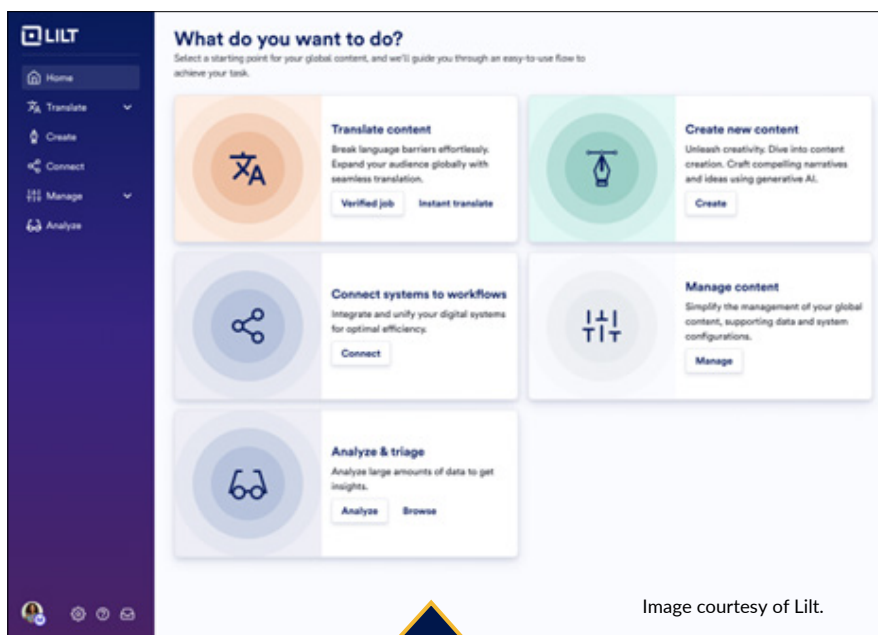 LILT
Home
Translate
Create
Connect
Manage
Analyze
What do you want to do?
Select a starting point for your global content, and we'll guide you through an easy-to-use flow to
achieve your task.
Translate content
Break language barriers effortlessly.
Expand your audience globally with
seamless translation.
Verified job Instant translate
Create new content
Unleash creativity. Dive into content
creation. Craft compelling narratives
and ideas using generative AI.
Create
Connect systems to workflows
Integrate and unify your digital systems
for optimal efficiency.
Connect
Manage content
Simplify the management of your global
content, supporting data and system
configurations.
Manage
Analyze & triage
Analyze large amounts of data to get
insights.
Analyze Browse
Image courtesy of Lilt.